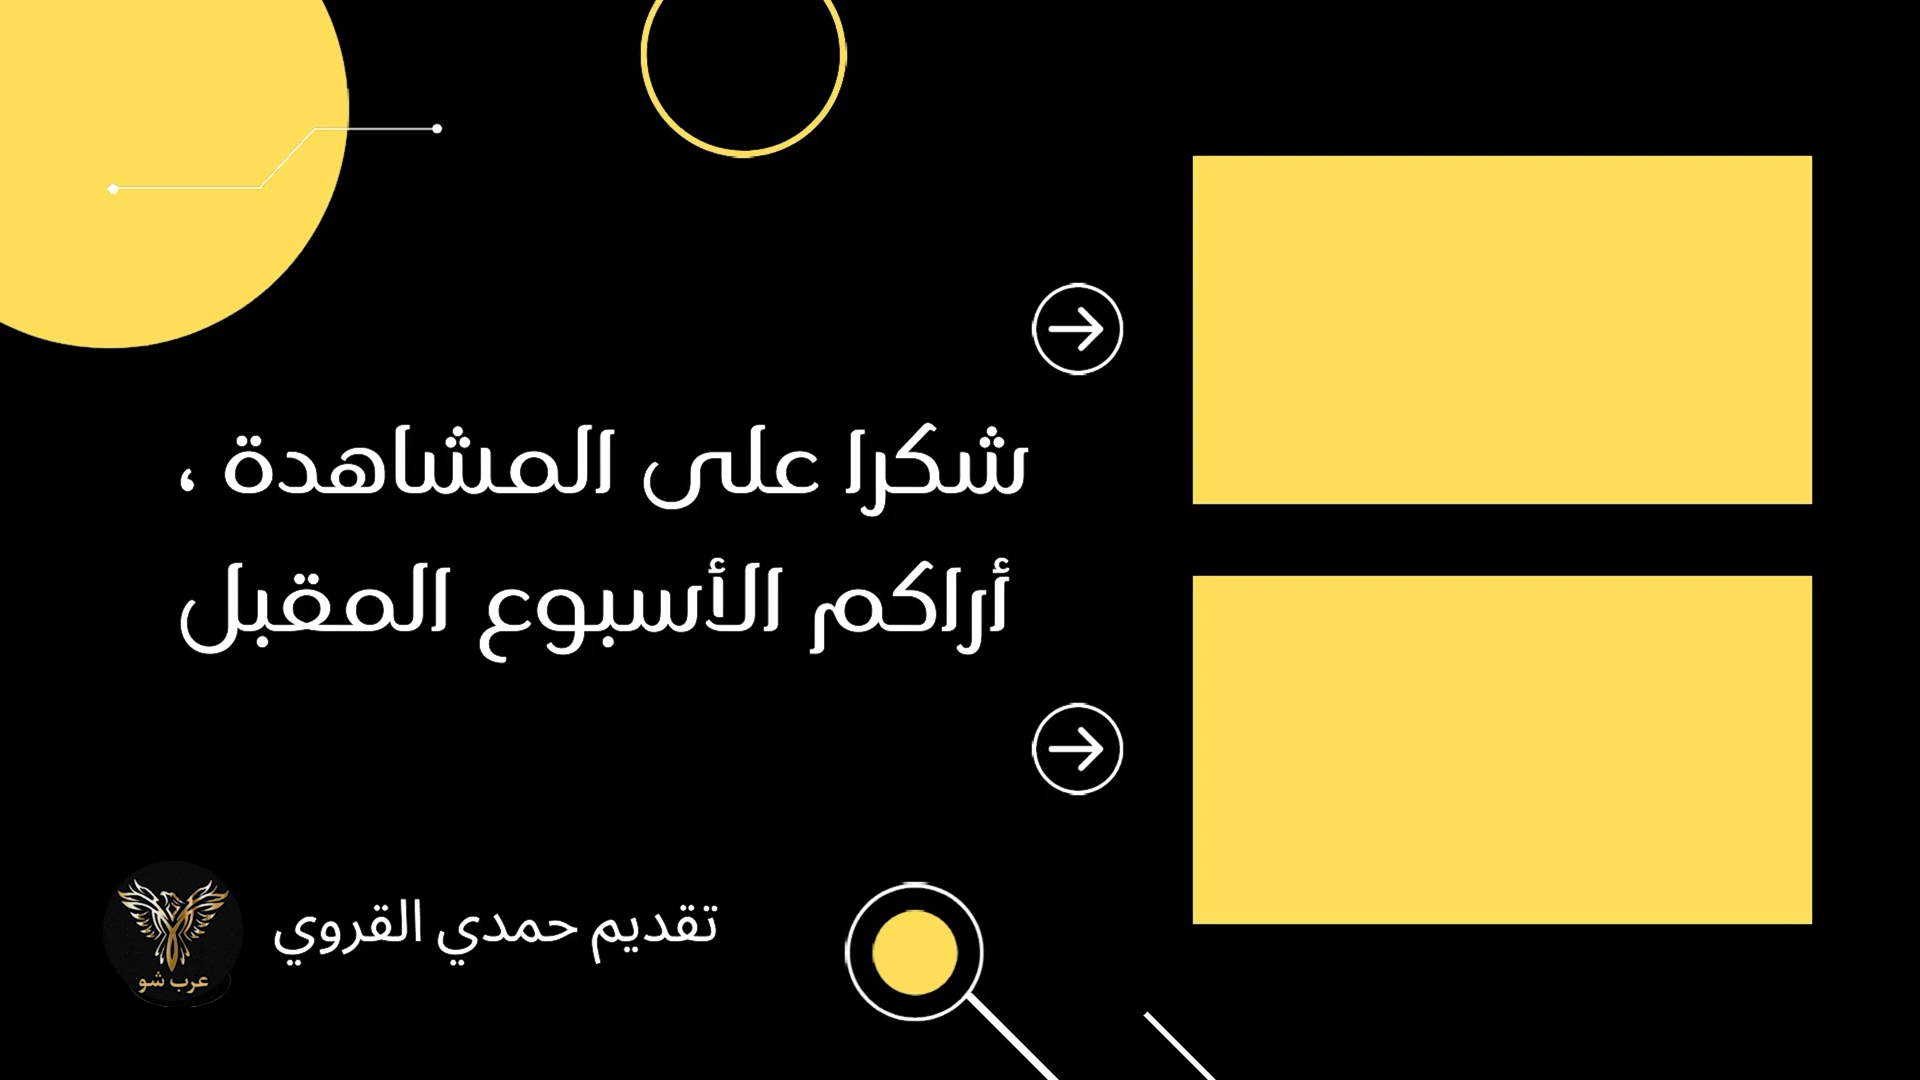 شكرا على المشاهدة ،
أراكم الأسبوع المقبل
تقديم حمدي القروي
عرب شو